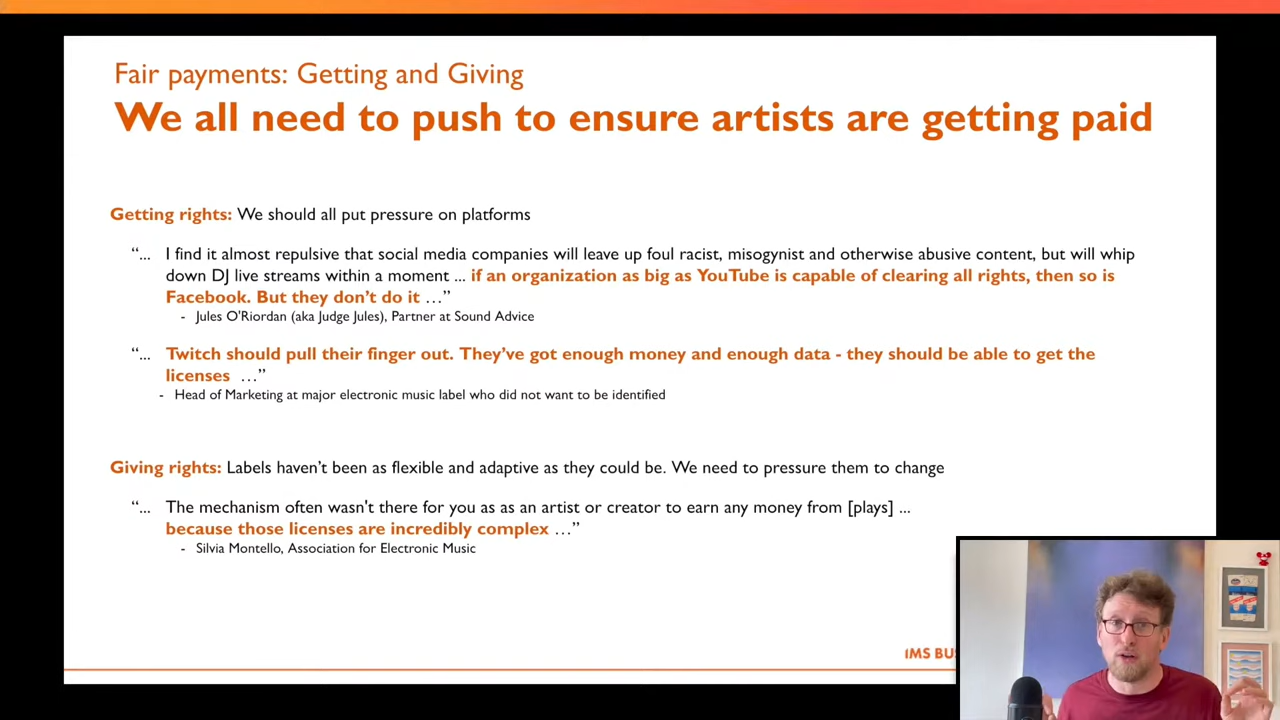 Fair payments: Getting and Giving
We all need to push to ensure artists are getting paid
Getting rights: We should all put pressure on platforms
“... I find it almost repulsive that social media companies will leave up foul racist, misogynist and otherwise abusive content, but will whip
down DJ live streams within a moment ... if an organization as big as YouTube is capable of clearing all rights, then so is
Facebook. But they don’t do it …”
- Jules O'Riordan (aka Judge Jules), Partner at Sound Advice
“... Twitch should pull their finger out. They’ve got enough money and enough data - they should be able to get the
licenses …”
- Head of Marketing at major electronic music label who did not want to be identified
Giving rights: Labels haven’t been as flexible and adaptive as they could be. We need to pressure them to change
“... The mechanism often wasn't there for you as as an artist or creator to earn any money from [plays] ...
because those licenses are incredibly complex …”
- Silvia Montello, Association for Electronic Music
IMS